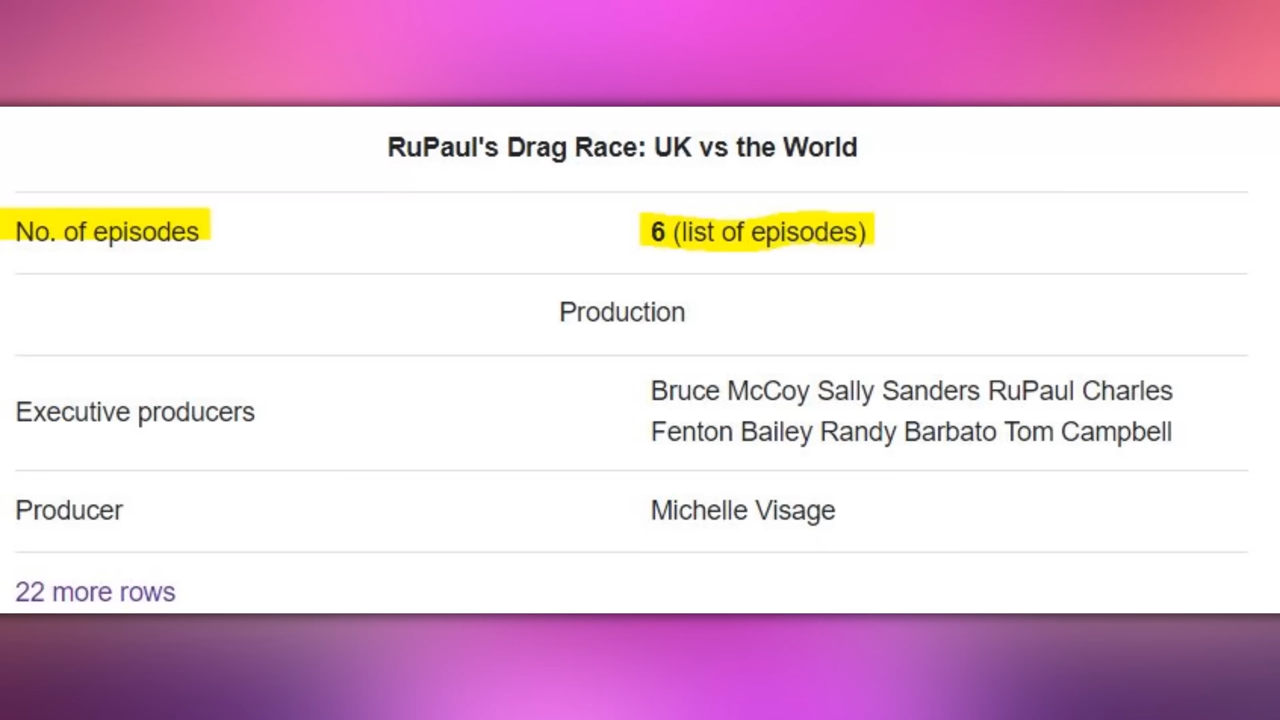 RuPaul's Drag Race: UK vs the World
No. of episodes 6 (list of episodes)
Production
Executive producers
Bruce McCoy Sally Sanders RuPaul Charles
Fenton Bailey Randy Barbato Tom Campbell
Producer Michelle Visage
22 more rows